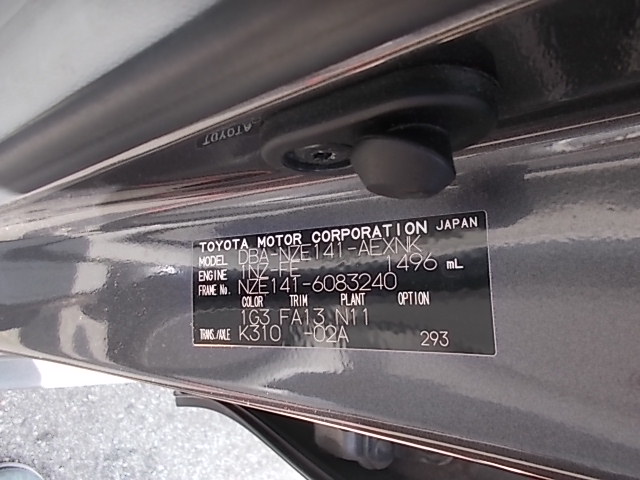 TOYOTA
TOYOTA MOTOR CORPORATION JAPAN
MODEL DBA-NZE141-AEXNK
ENGINE 1NZ-FE 1496 mL
FRAME No. NZE141-6083240
COLOR TRIM PLANT OPTION
1G3 FA13 N11
TRANS./AXLE K310 -02A 293